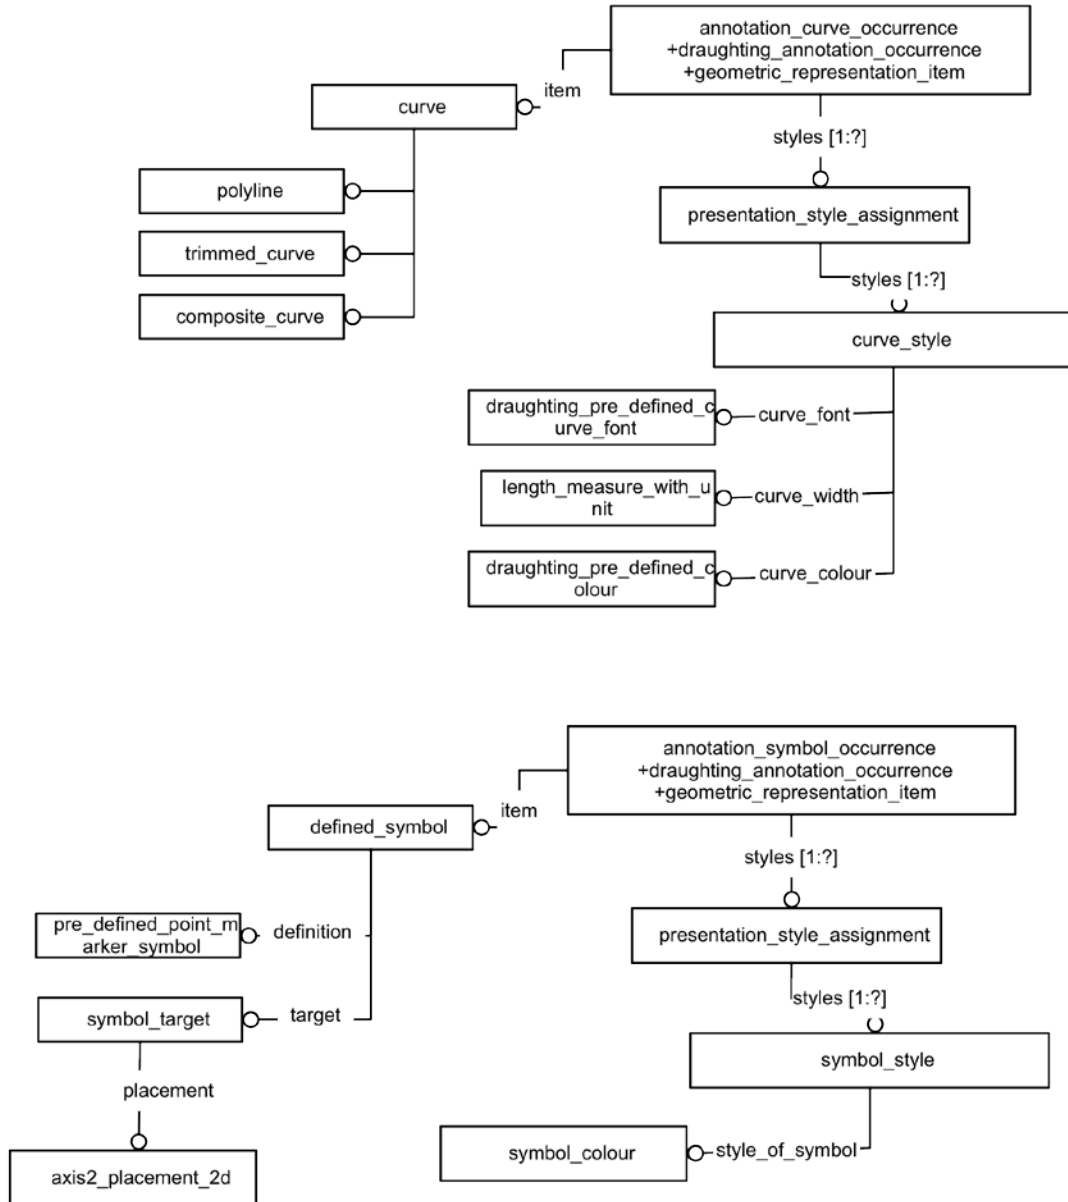 annotation_curve_occurrence
+draughting_annotation_occurrence
+geometric_representation_item
item
curve
styles [1:?]
polyline
presentation_style_assignment
trimmed_curve
styles [1:?]
composite_curve
curve_style
draughting_pre_defined_c
urve_font
curve_font
length_measure_with_u
nit
curve_width
draughting_pre_defined_c
olour
curve_colour
annotation_symbol_occurrence
+draughting_annotation_occurrence
+geometric_representation_item
item
defined_symbol
styles [1:?]
pre_defined_point_m
arker_symbol
definition
presentation_style_assignment
styles [1:?]
symbol_target
target
symbol_style
placement
symbol_colour
style_of_symbol
axis2_placement_2d